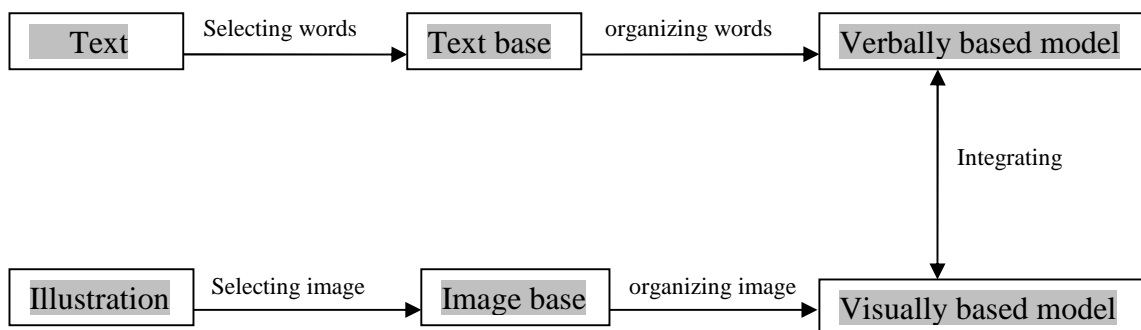 Selecting words
organizing words
Text
Text base
Verbally based model
Integrating
Selecting image
organizing image
Illustration
Image base
Visually based model